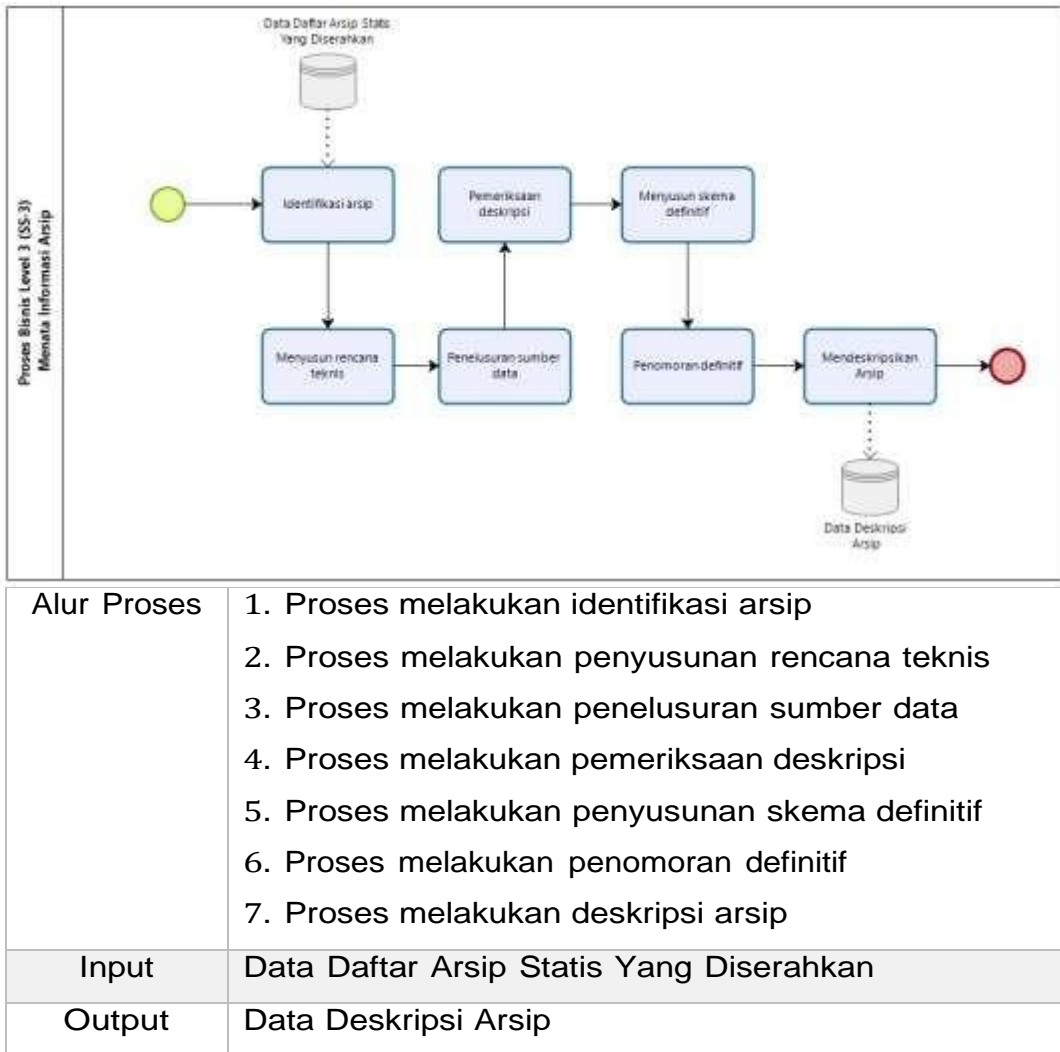 Proses Bisnis Level 3 (SS-3)
Menata Informasi Arsip
Data Daftar Arsip Statis
Yang Diserahkan
Identifikasi arsip
Menyusun rencana
teknis
Penelusuran sumber
data
Pemeriksaan
deskripsi
Menyusun skema
definitif
Penomoran definitif
Mendeskripsikan
Arsip
Data Deskripsi
Arsip
Alur Proses
1. Proses melakukan identifikasi arsip
2. Proses melakukan penyusunan rencana teknis
3. Proses melakukan penelusuran sumber data
4. Proses melakukan pemeriksaan deskripsi
5. Proses melakukan penyusunan skema definitif
6. Proses melakukan penomoran definitif
7. Proses melakukan deskripsi arsip
Input Data Daftar Arsip Statis Yang Diserahkan
Output Data Deskripsi Arsip